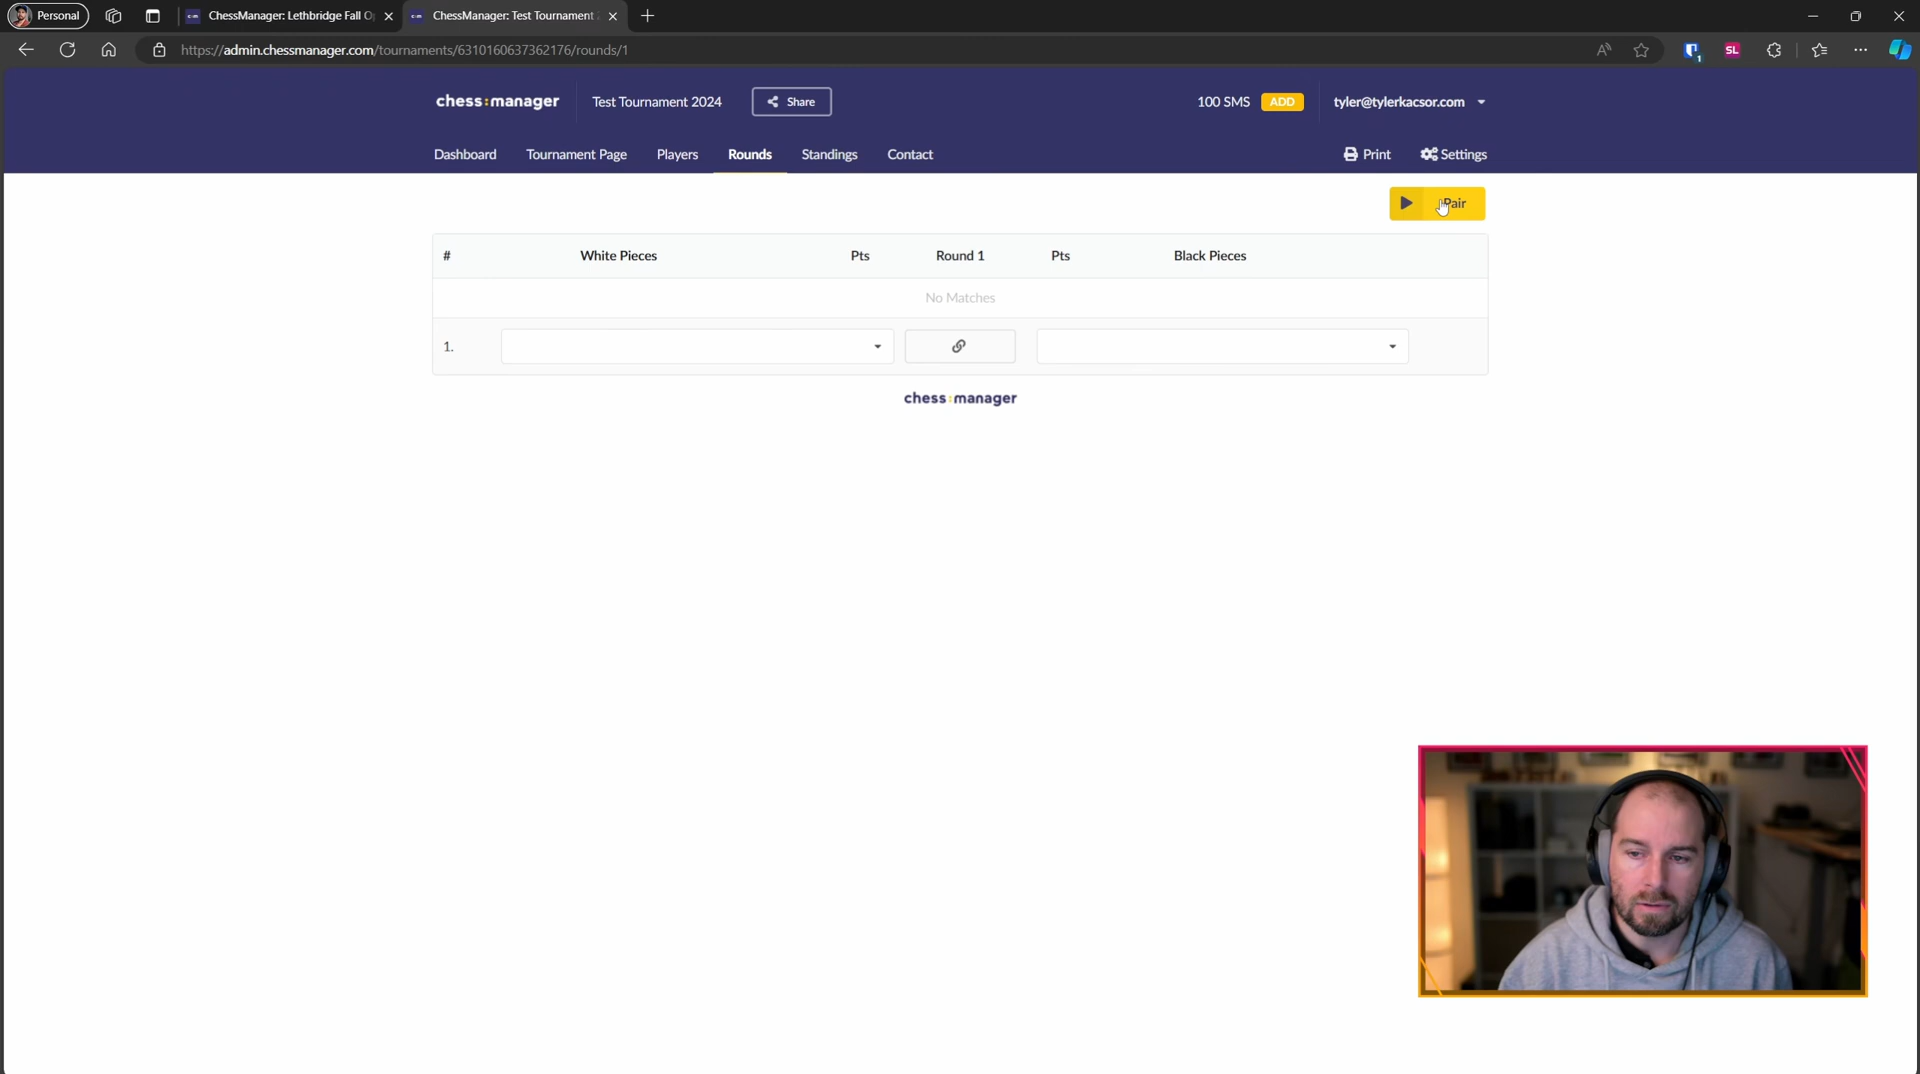 Personal
ChessManager: Lethbridge Fall O
ChessManager: Test Tournament
https://admin.chessmanager.com/tournaments/6310160637362176/rounds/1
SL
1
chess:manager
Test Tournament 2024
Share
100 SMS
ADD
tyler@tylerkacsor.com
Dashboard
Tournament Page
Players
Rounds
Standings
Contact
Print
Settings
Pair
# White Pieces Pts Round 1 Pts Black Pieces
No Matches
1.
chess:manager